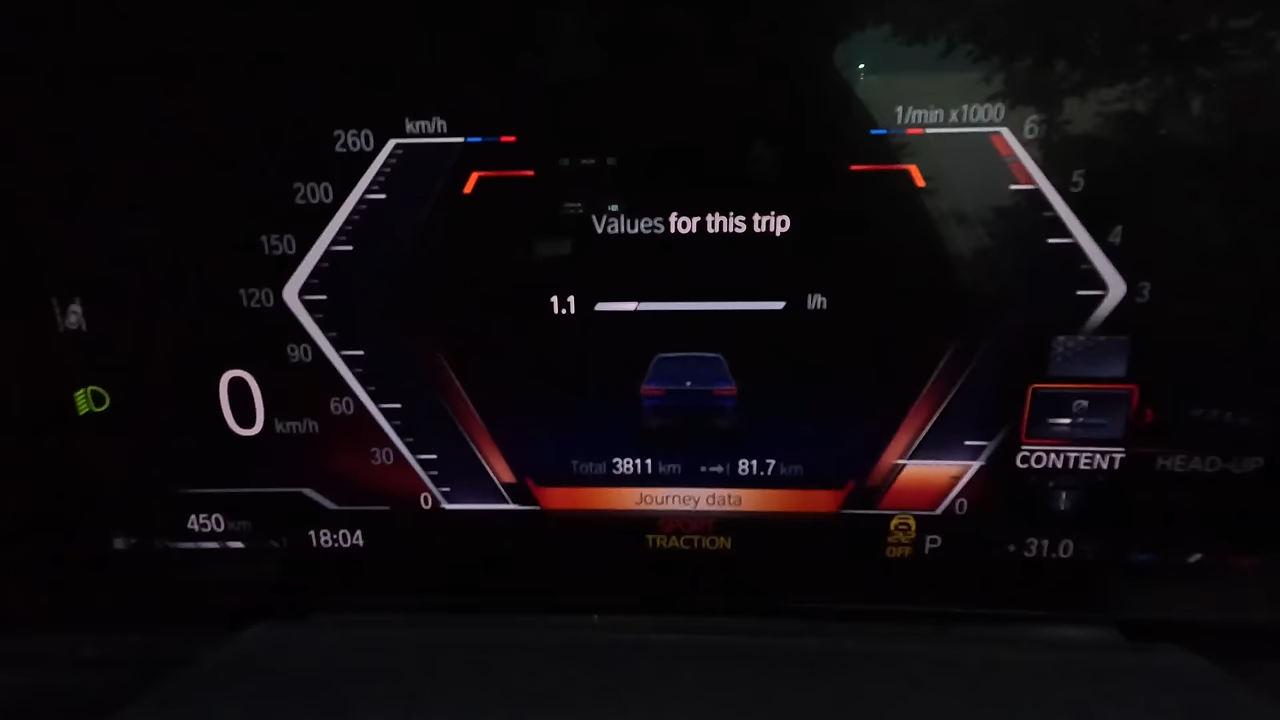 km/h
1/min x1000
260
200
150
120
90
60
30
0
6
5
4
3
0
Values for this trip
1.1 l/h
0 km/h
Total 3811 km 81.7 km
Journey data
CONTENT
HEAD-UP
450 km
18:04
SPORT
TRACTION
OFF
P
+31.0